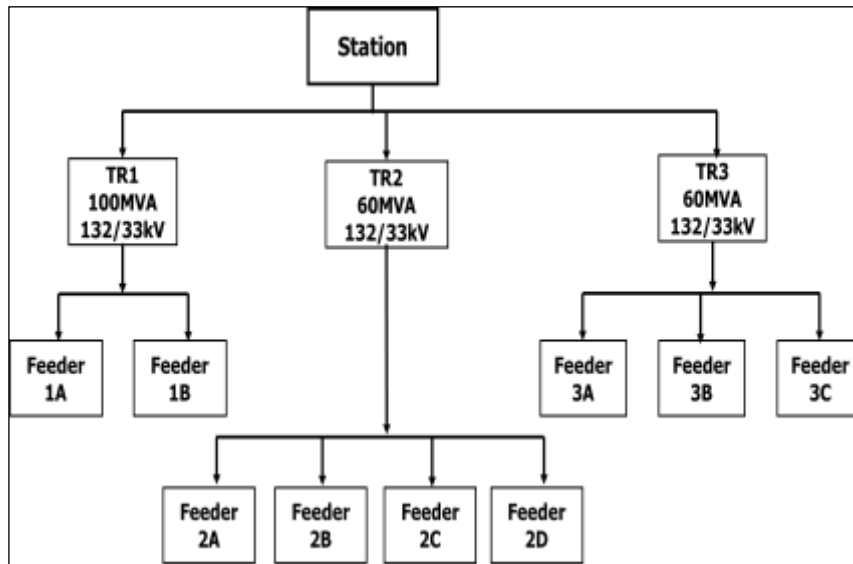 Station
TR1
100MVA
132/33kV
TR2
60MVA
132/33kV
TR3
60MVA
132/33kV
Feeder
1A
Feeder
1B
Feeder
3A
Feeder
3B
Feeder
3C
Feeder
2A
Feeder
2B
Feeder
2C
Feeder
2D